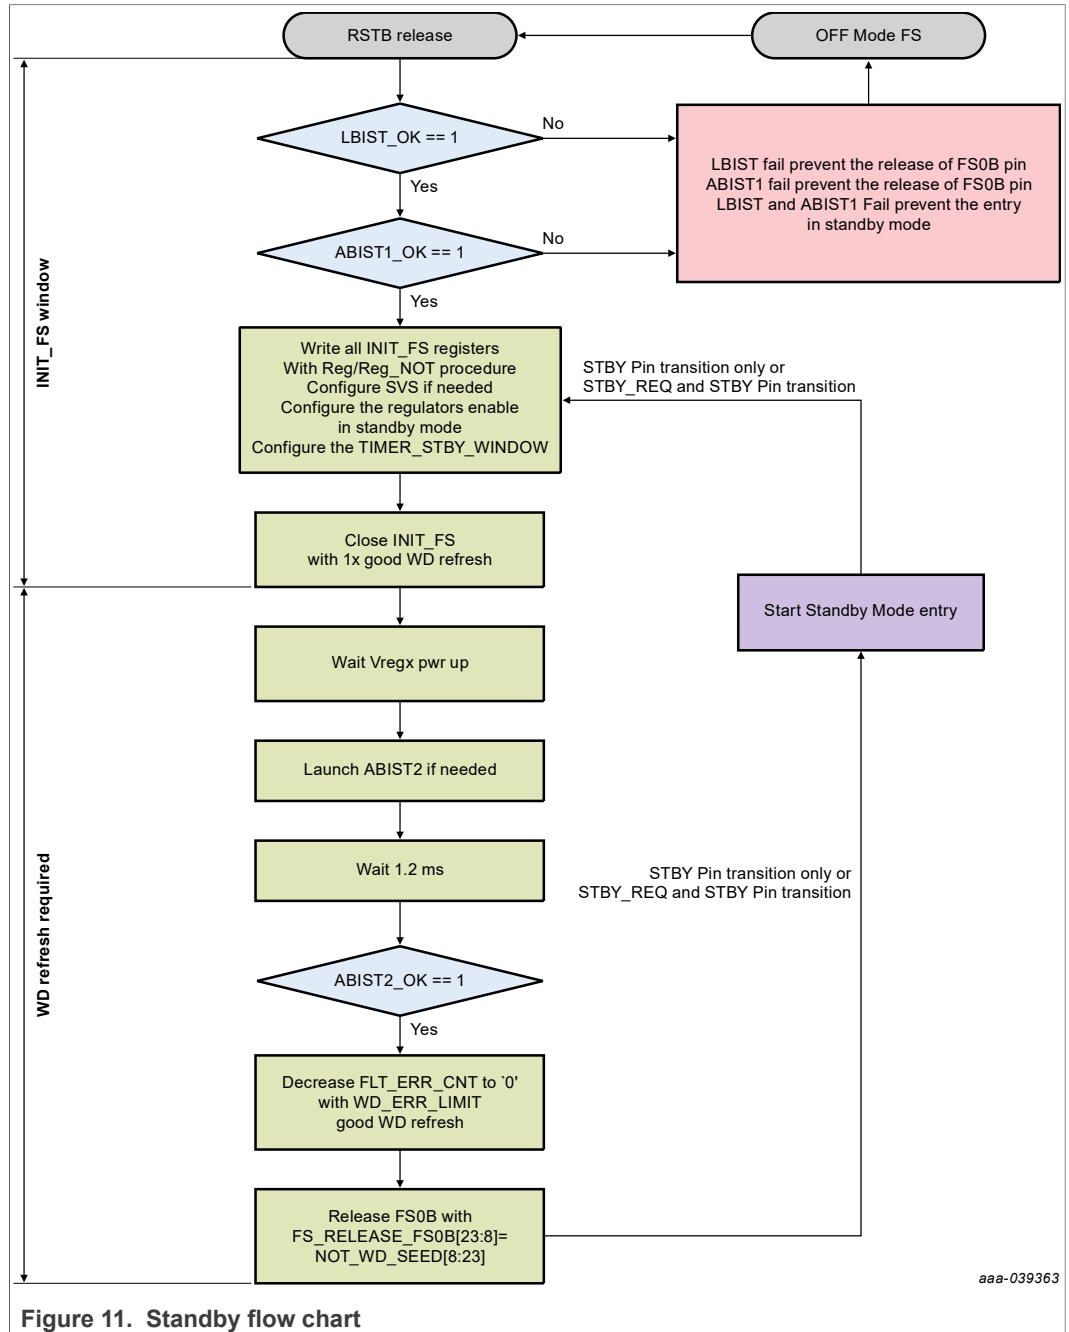 RSTB release
OFF Mode FS
LBIST_OK == 1
No
LBIST fail prevent the release of FS0B pin
ABIST1 fail prevent the release of FS0B pin
LBIST and ABIST1 Fail prevent the entry
in standby mode
Yes
ABIST1_OK == 1
No
Yes
INIT_FS window
Write all INIT_FS registers
With Reg/Reg_NOT procedure
Configure SVS if needed
Configure the regulators enable
in standby mode
Configure the TIMER_STBY_WINDOW
STBY Pin transition only or
STBY_REQ and STBY Pin transition
Close INIT_FS
with 1x good WD refresh
Start Standby Mode entry
Wait Vregx pwr up
Launch ABIST2 if needed
Wait 1.2 ms
STBY Pin transition only or
STBY_REQ and STBY Pin transition
WD refresh required
ABIST2_OK == 1
Yes
Decrease FLT_ERR_CNT to `0'
with WD_ERR_LIMIT
good WD refresh
Release FS0B with
FS_RELEASE_FS0B[23:8]=
NOT_WD_SEED[8:23]
aaa-039363
Figure 11. Standby flow chart